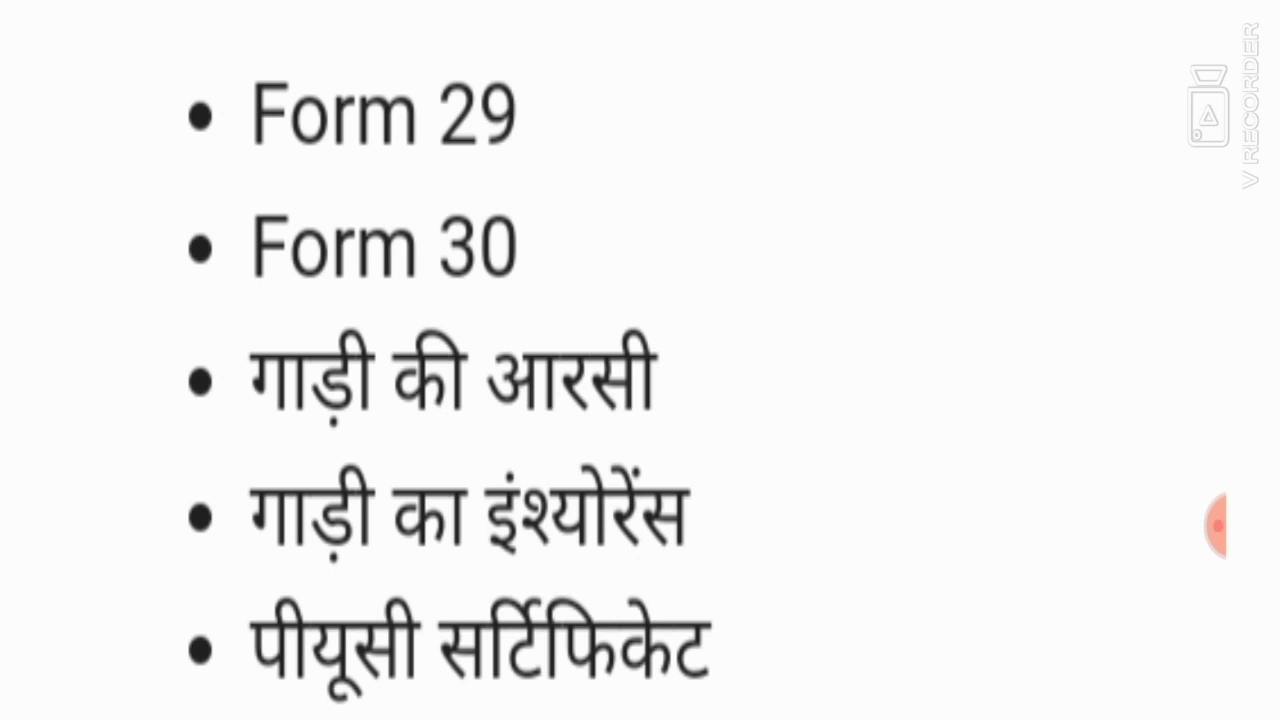 • Form 29
• Form 30
• गाड़ी की आरसी
• गाड़ी का इंश्योरेंस
• पीयूसी सर्टिफिकेट
V RECORDER